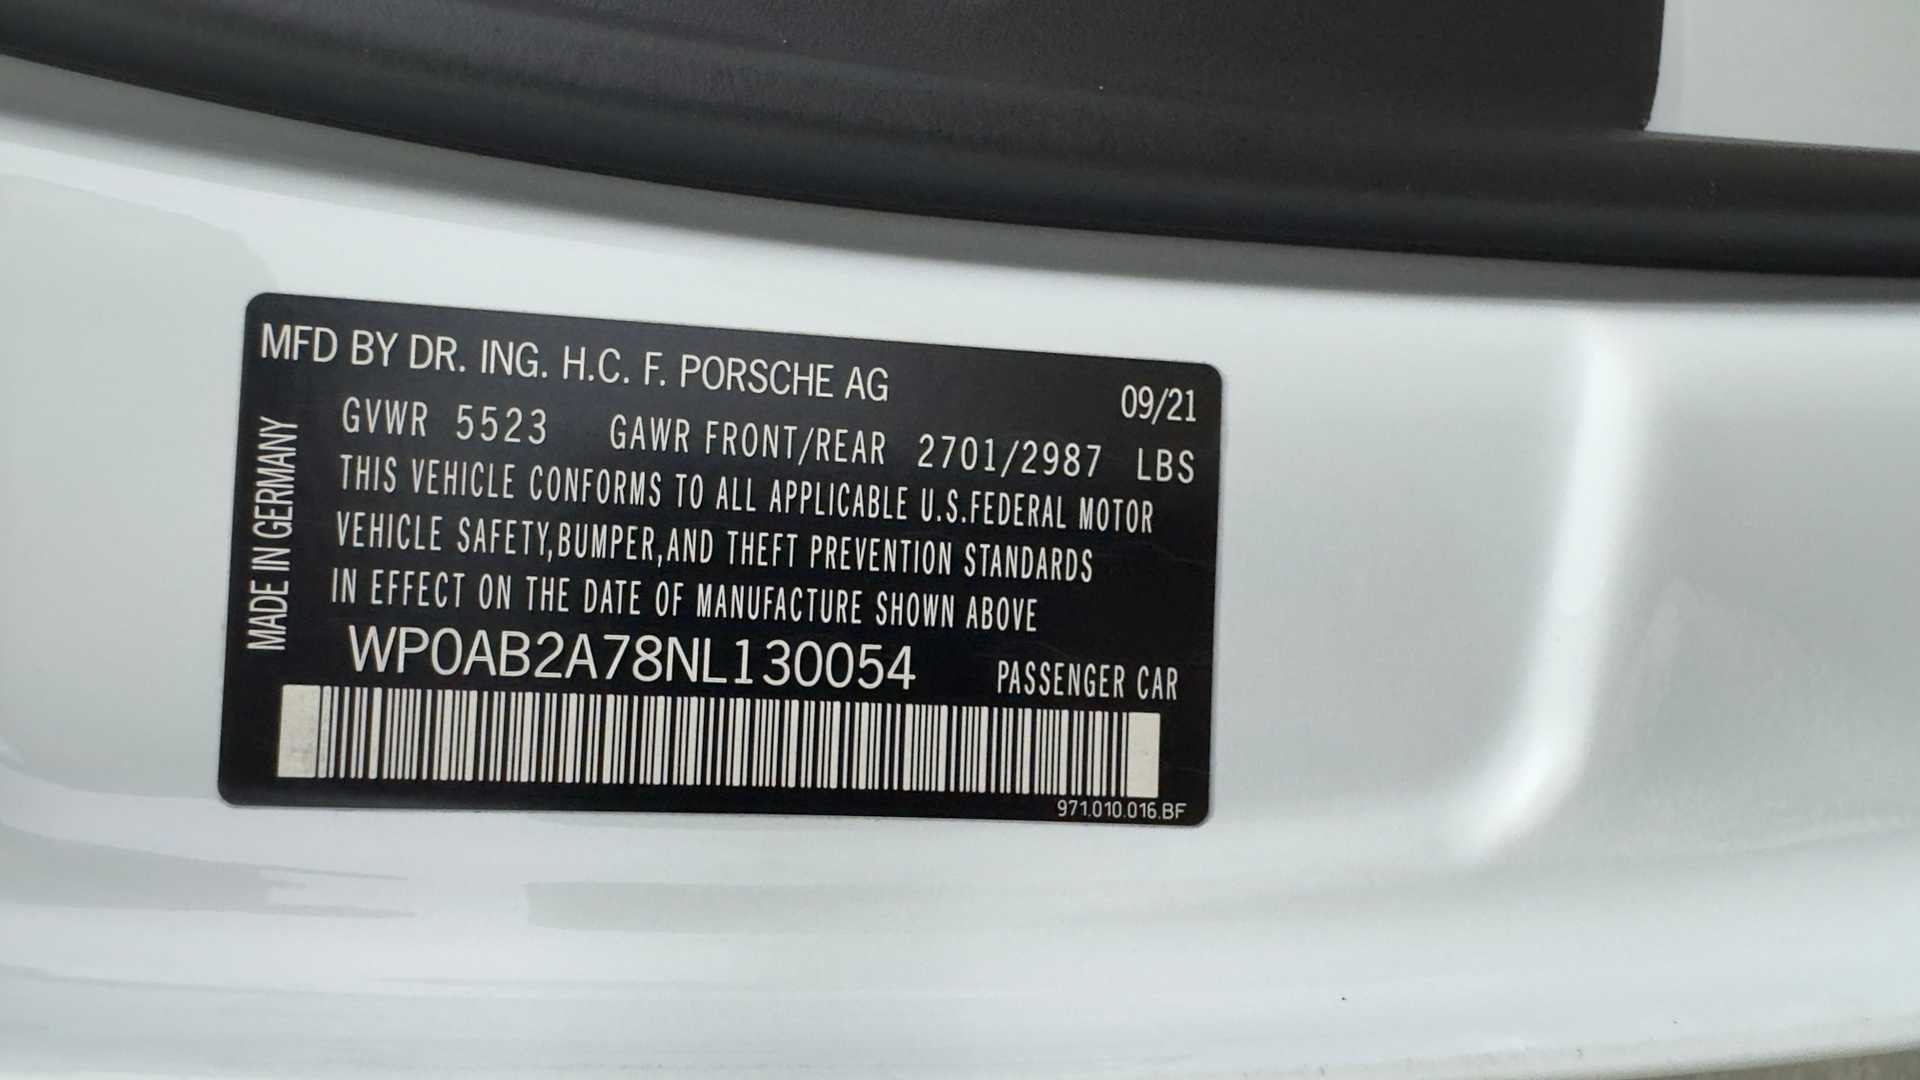 MFD BY DR. ING. H.C. F. PORSCHE AG
09/21
GVWR 5523 GAWR FRONT/REAR 2701/2987 LBS
THIS VEHICLE CONFORMS TO ALL APPLICABLE U.S.FEDERAL MOTOR
VEHICLE SAFETY,BUMPER,AND THEFT PREVENTION STANDARDS
IN EFFECT ON THE DATE OF MANUFACTURE SHOWN ABOVE
MADE IN GERMANY
WP0AB2A78NL130054
PASSENGER CAR
971.010.016.BF